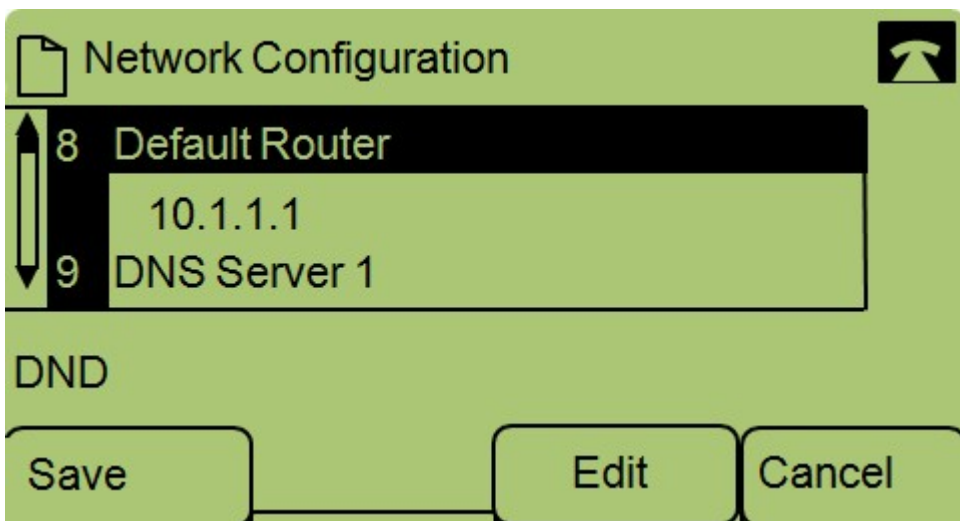 Network Configuration
8 Default Router
10.1.1.1
9 DNS Server 1
DND
Save Edit Cancel